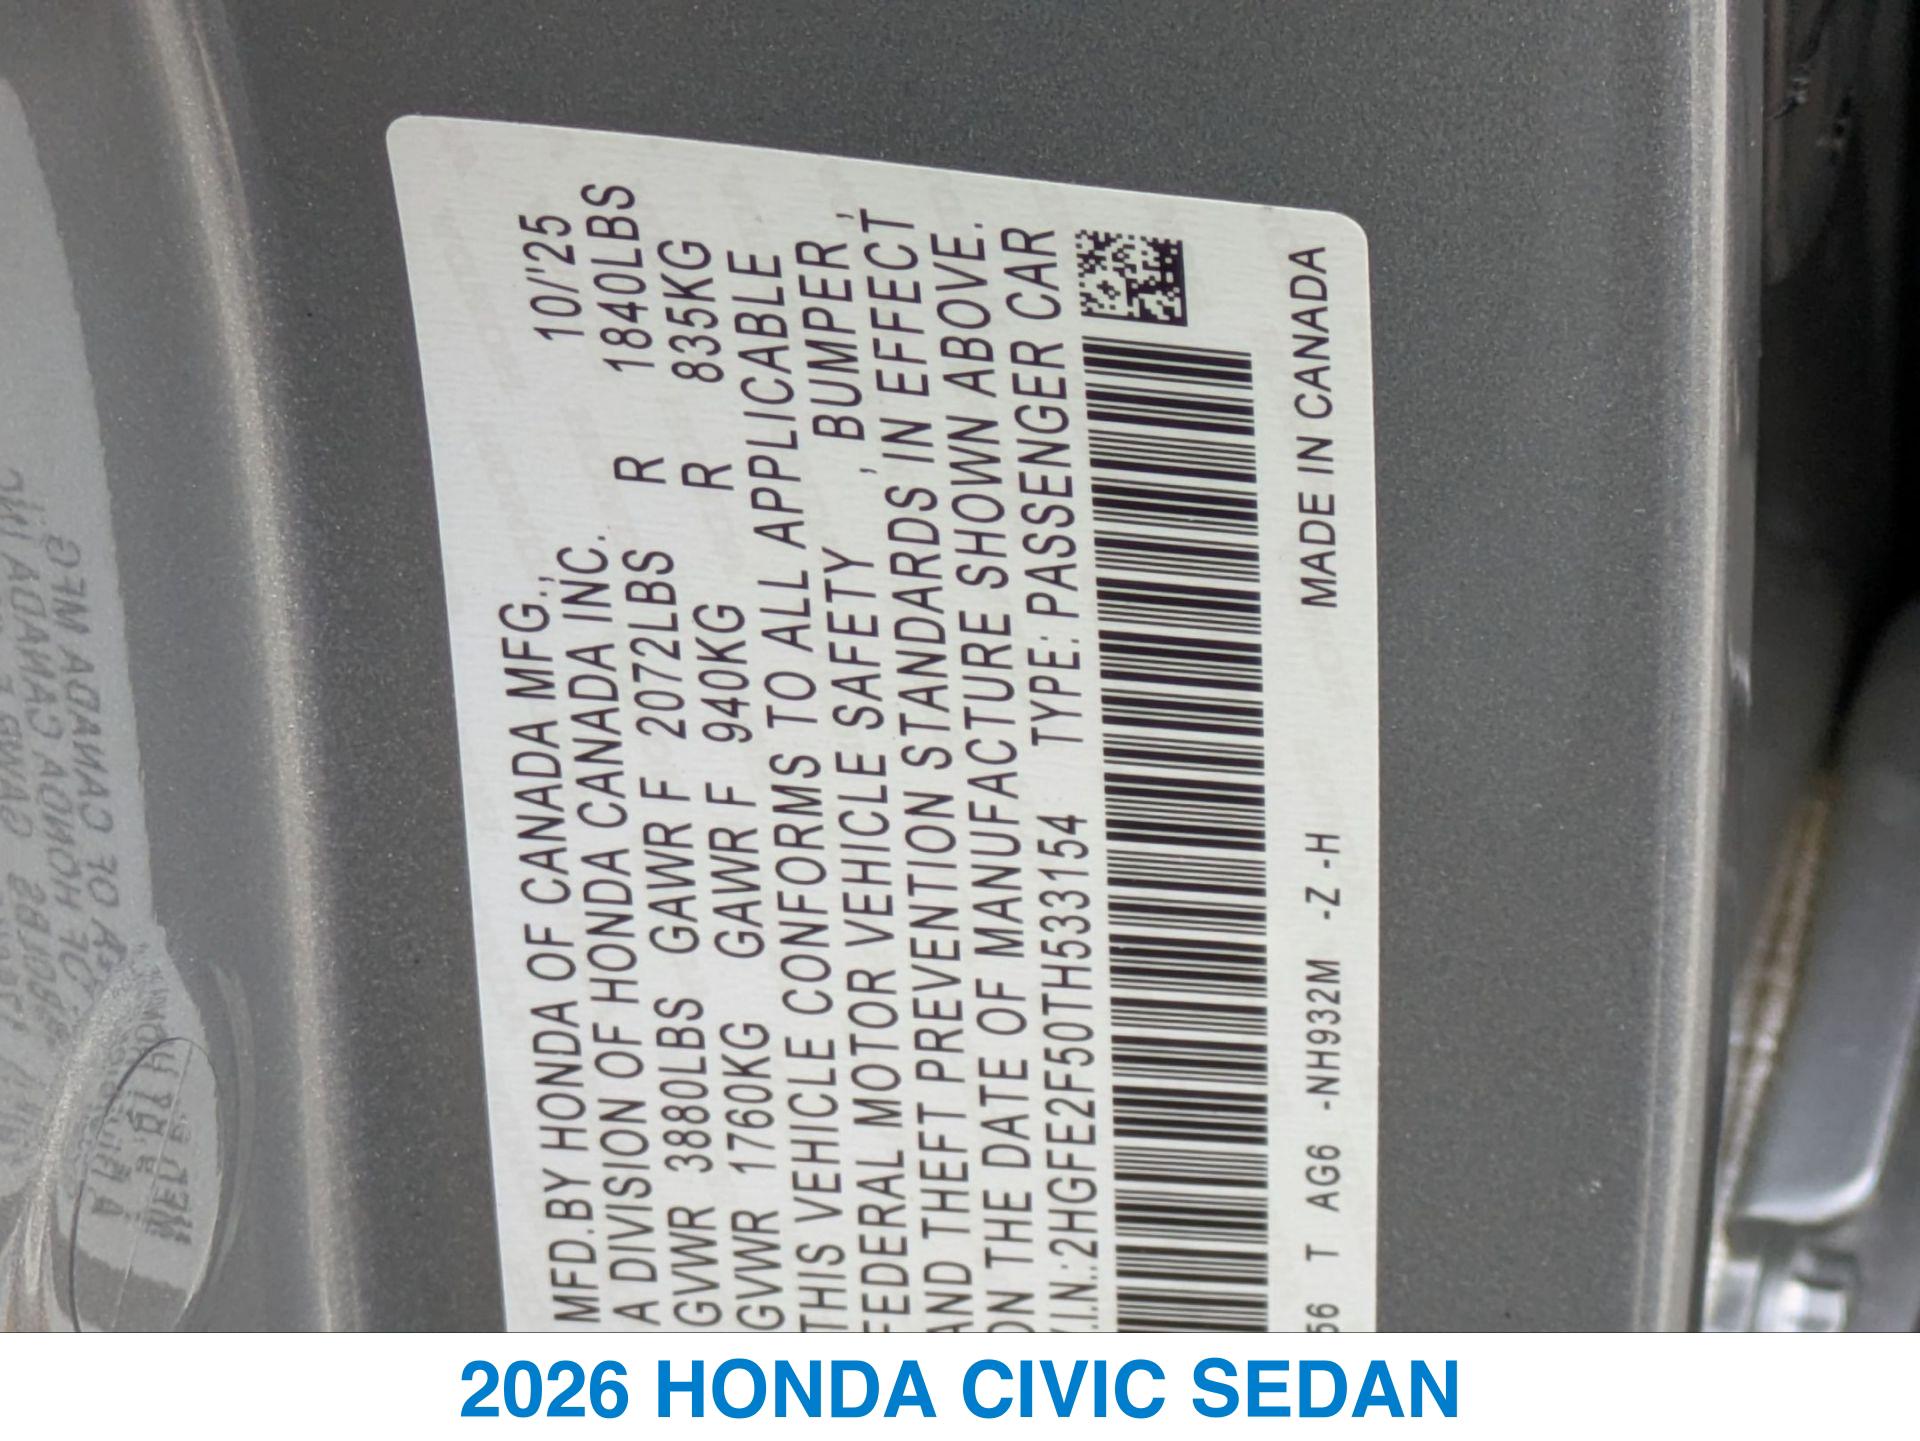 MFD.BY HONDA OF CANADA MFG., 10/'25
A DIVISION OF HONDA CANADA INC.
GVWR 3880LBS GAWR F 2072LBS R 1840LBS
GVWR 1760KG GAWR F 940KG R 835KG
THIS VEHICLE CONFORMS TO ALL APPLICABLE
FEDERAL MOTOR VEHICLE SAFETY , BUMPER ,
AND THEFT PREVENTION STANDARDS IN EFFECT
ON THE DATE OF MANUFACTURE SHOWN ABOVE.
V.I.N.:2HGFE2F50TH533154 TYPE: PASSENGER CAR
66 T AG6 -NH932M -Z -H MADE IN CANADA
2026 HONDA CIVIC SEDAN